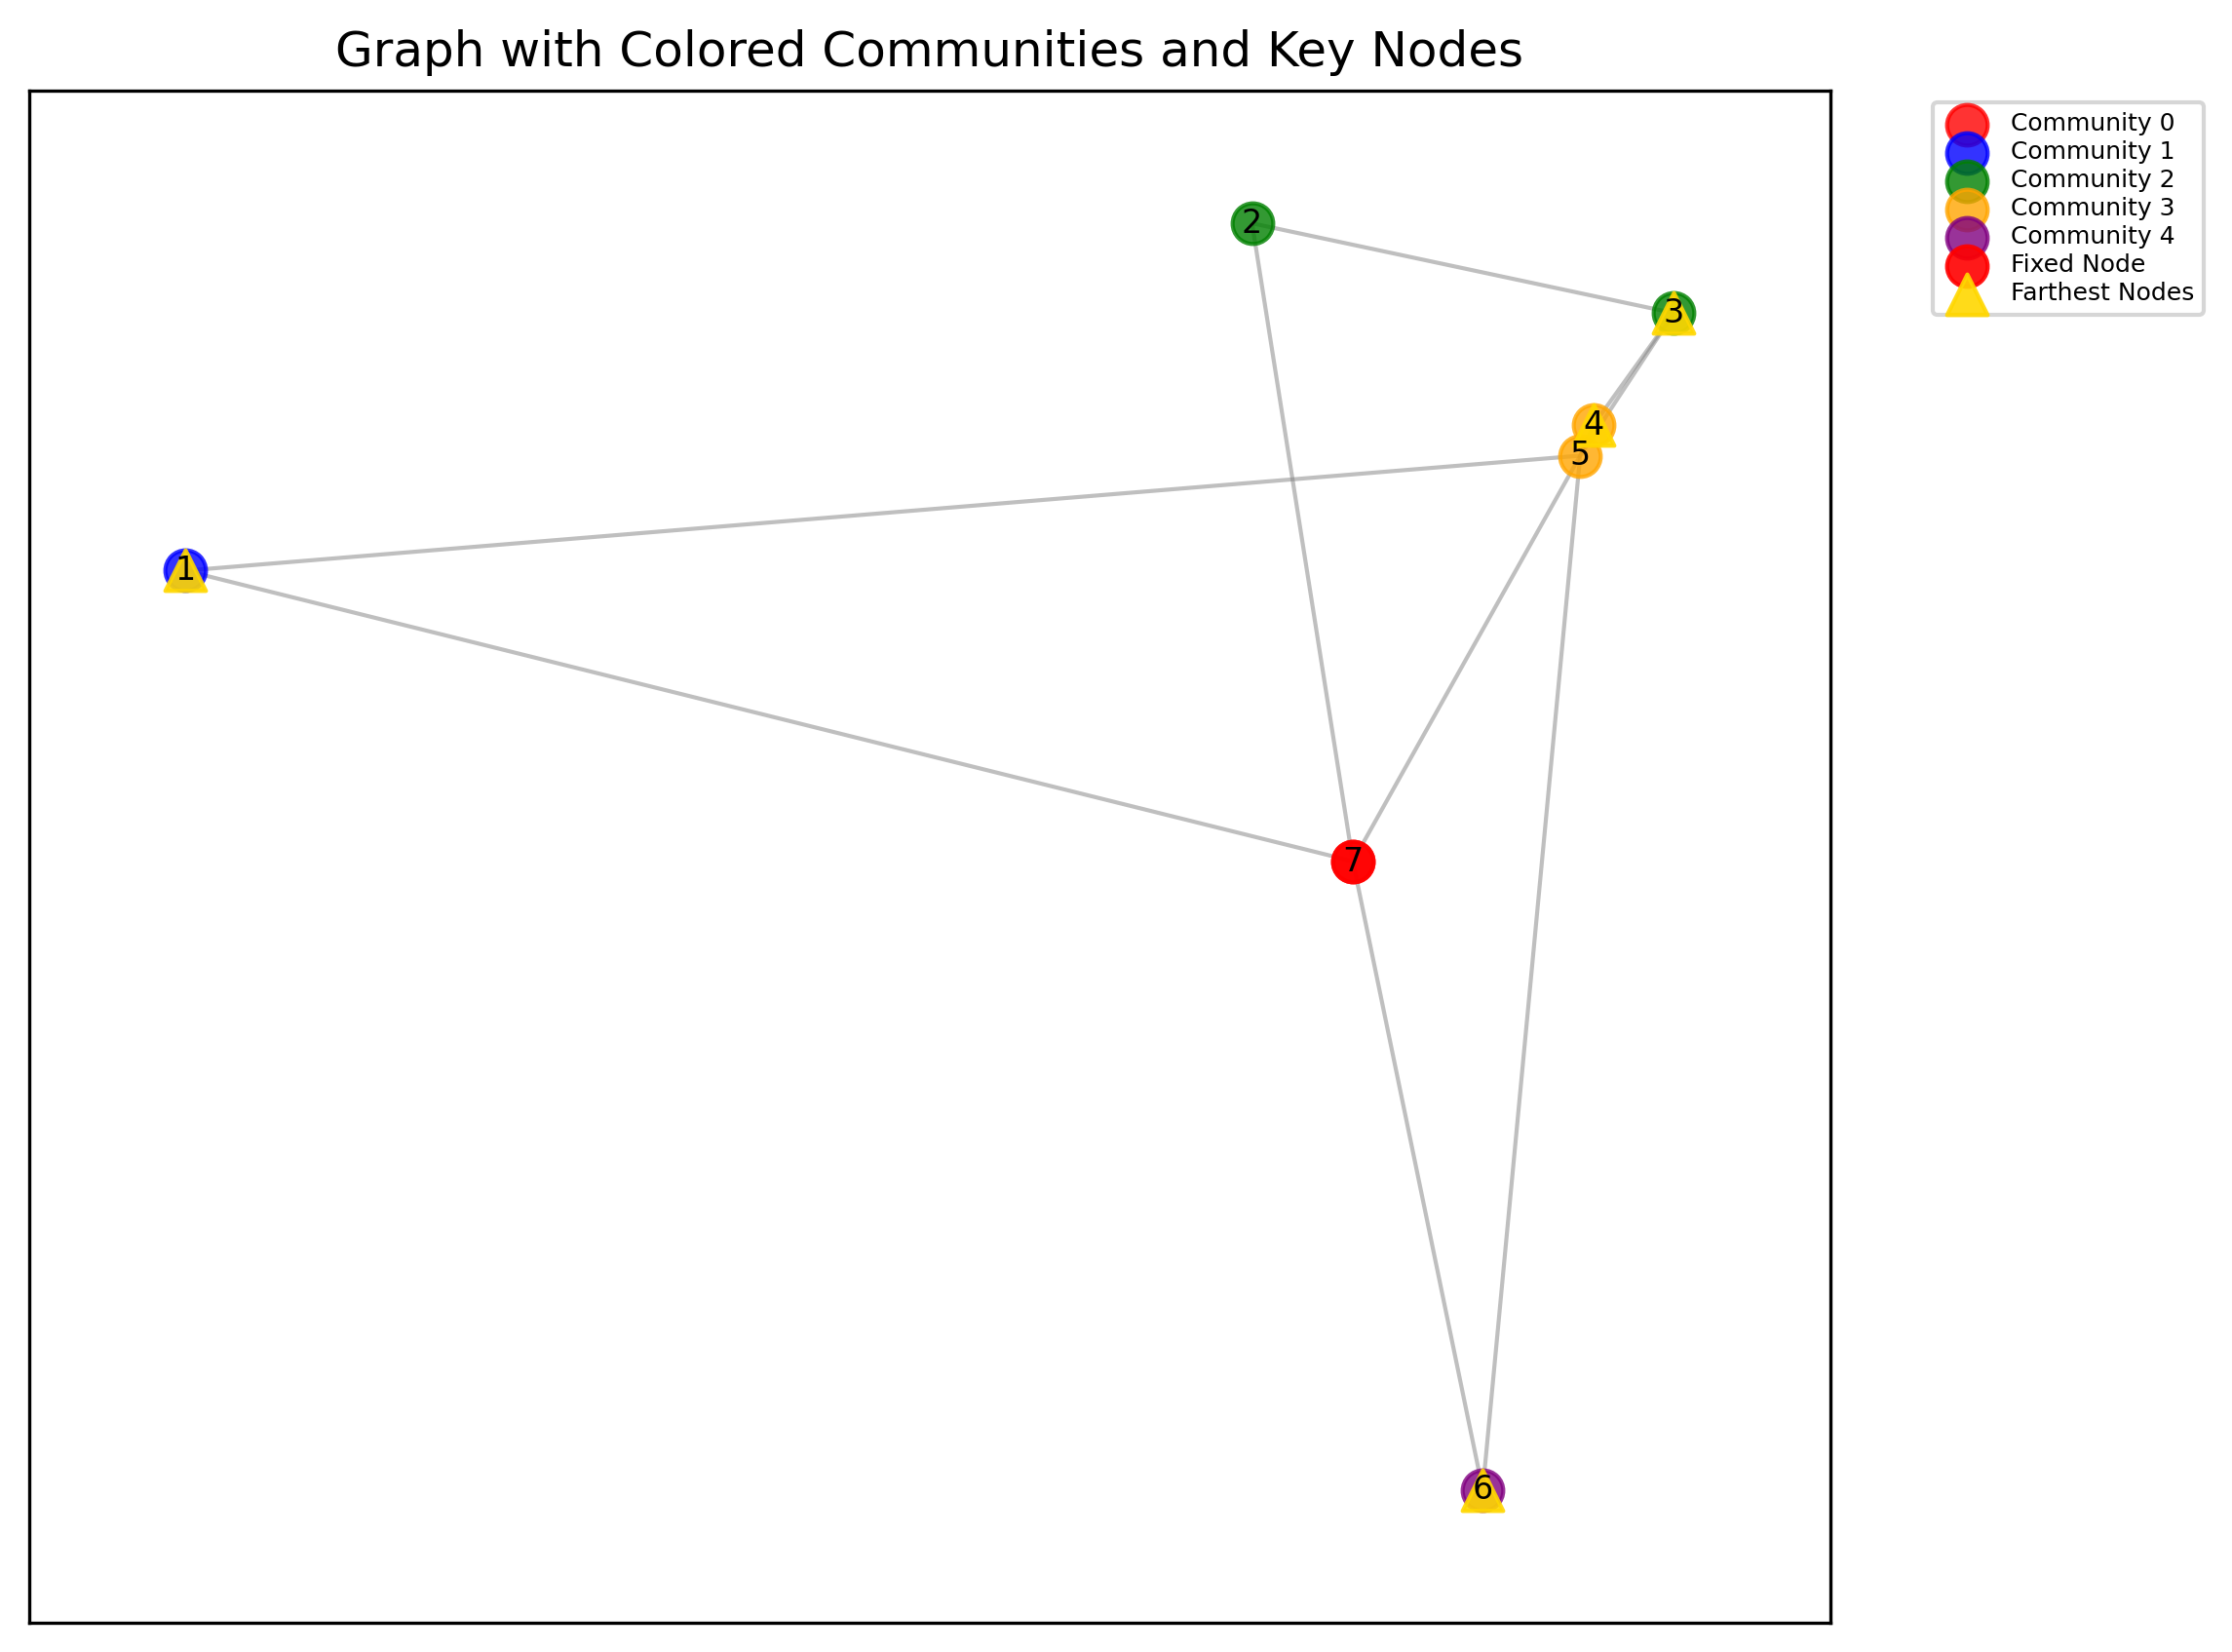 Graph with Colored Communities and Key Nodes
Community 0
Community 1
Community 2
Community 3
Community 4
Fixed Node
Farthest Nodes
2
3
4
5
1
7
6